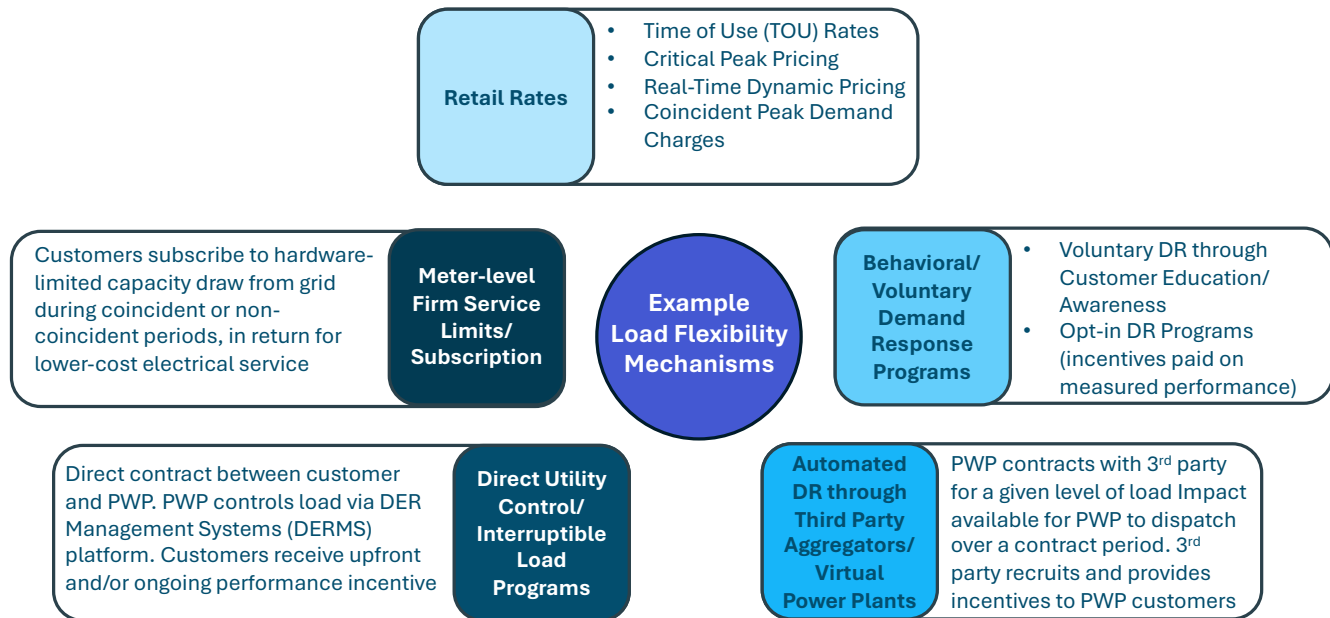 Retail Rates
• Time of Use (TOU) Rates
• Critical Peak Pricing
• Real-Time Dynamic Pricing
• Coincident Peak Demand
Charges
Customers subscribe to hardware-
limited capacity draw from grid
during coincident or non-
coincident periods, in return for
lower-cost electrical service
Meter-level
Firm Service
Limits/
Subscription
Example
Load Flexibility
Mechanisms
Behavioral/
Voluntary
Demand
Response
Programs
• Voluntary DR through
Customer Education/
Awareness
• Opt-in DR Programs
(incentives paid on
measured performance)
Direct contract between customer
and PWP. PWP controls load via DER
Management Systems (DERMS)
platform. Customers receive upfront
and/or ongoing performance incentive
Direct Utility
Control/
Interruptible
Load
Programs
Automated
DR through
Third Party
Aggregators/
Virtual
Power Plants
PWP contracts with 3rd party
for a given level of load Impact
available for PWP to dispatch
over a contract period. 3rd
party recruits and provides
incentives to PWP customers